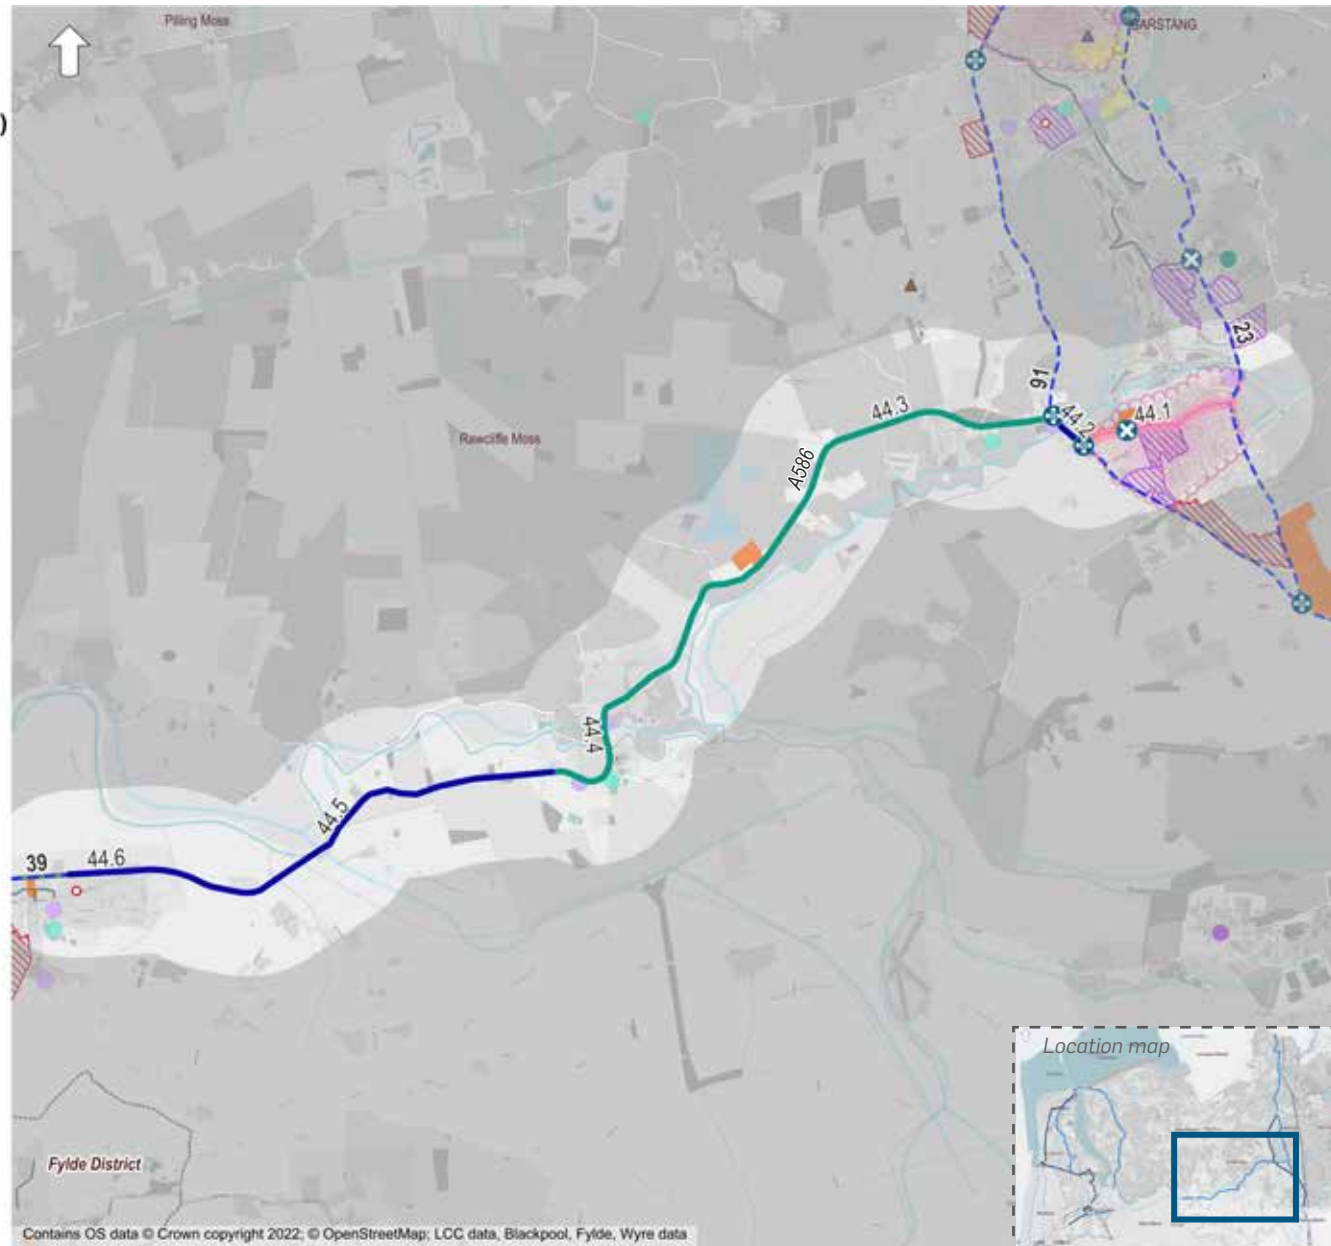 Pilling Moss
GARSTANG
)
23
91
44.3
44.2
44.1
Rawcliffe Moss
A586
44.4
44.5
39
44.6
Location map
Fylde District
Contains OS data © Crown copyright 2022; © OpenStreetMap; LCC data, Blackpool, Fylde, Wyre data